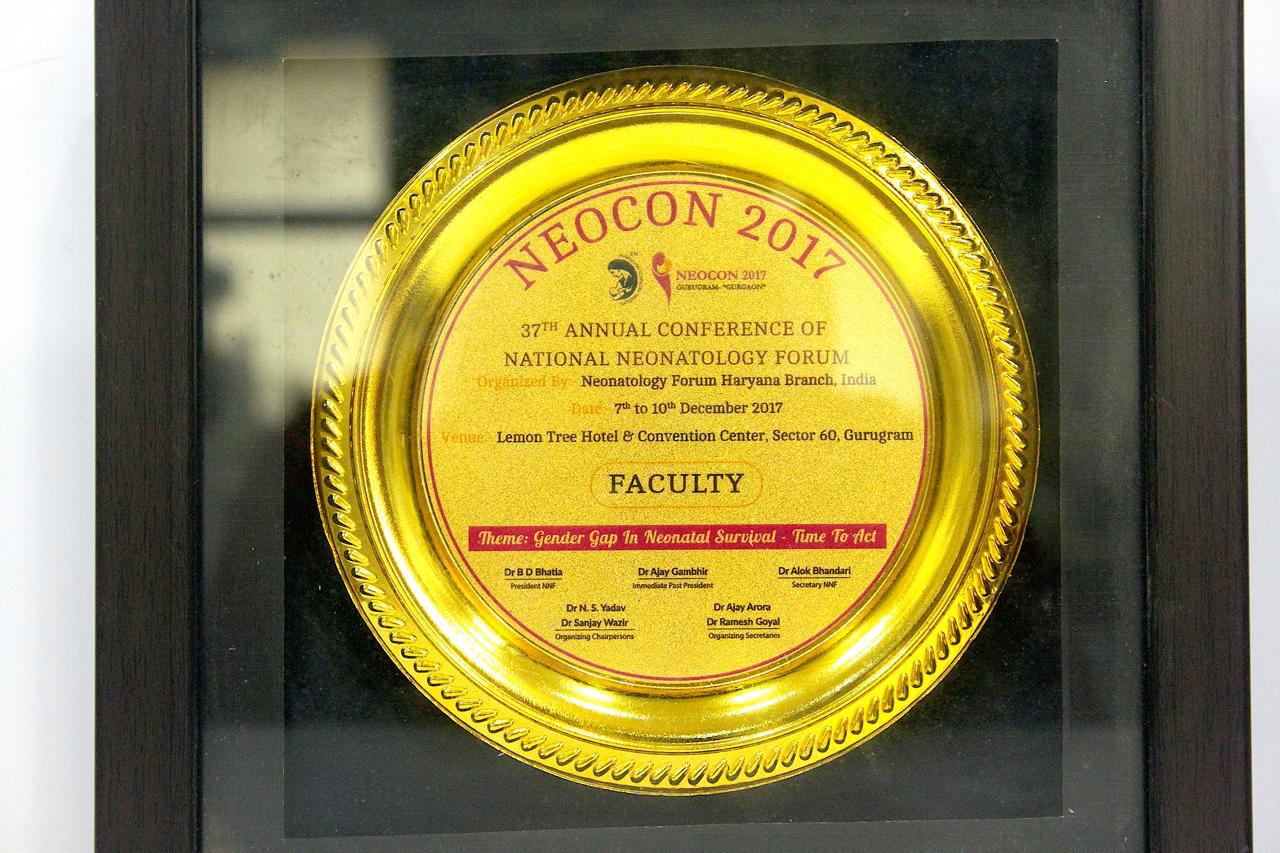 NEOCON 2017
TM
NEOCON 2017
GURUGRAM- "GURGAON"
37TH ANNUAL CONFERENCE OF
NATIONAL NEONATOLOGY FORUM
Organized By:- Neonatology Forum Haryana Branch, India
Date:- 7th to 10th December 2017
Venue:- Lemon Tree Hotel & Convention Center, Sector 60, Gurugram
FACULTY
Theme: Gender Gap In Neonatal Survival - Time To Act
Dr B D Bhatia Dr Ajay Gambhir Dr Alok Bhandari
President NNF Immediate Past President Secretary NNF
Dr N. S. Yadav Dr Ajay Arora
Dr Sanjay Wazir Dr Ramesh Goyal
Organizing Chairpersons Organizing Secretaries